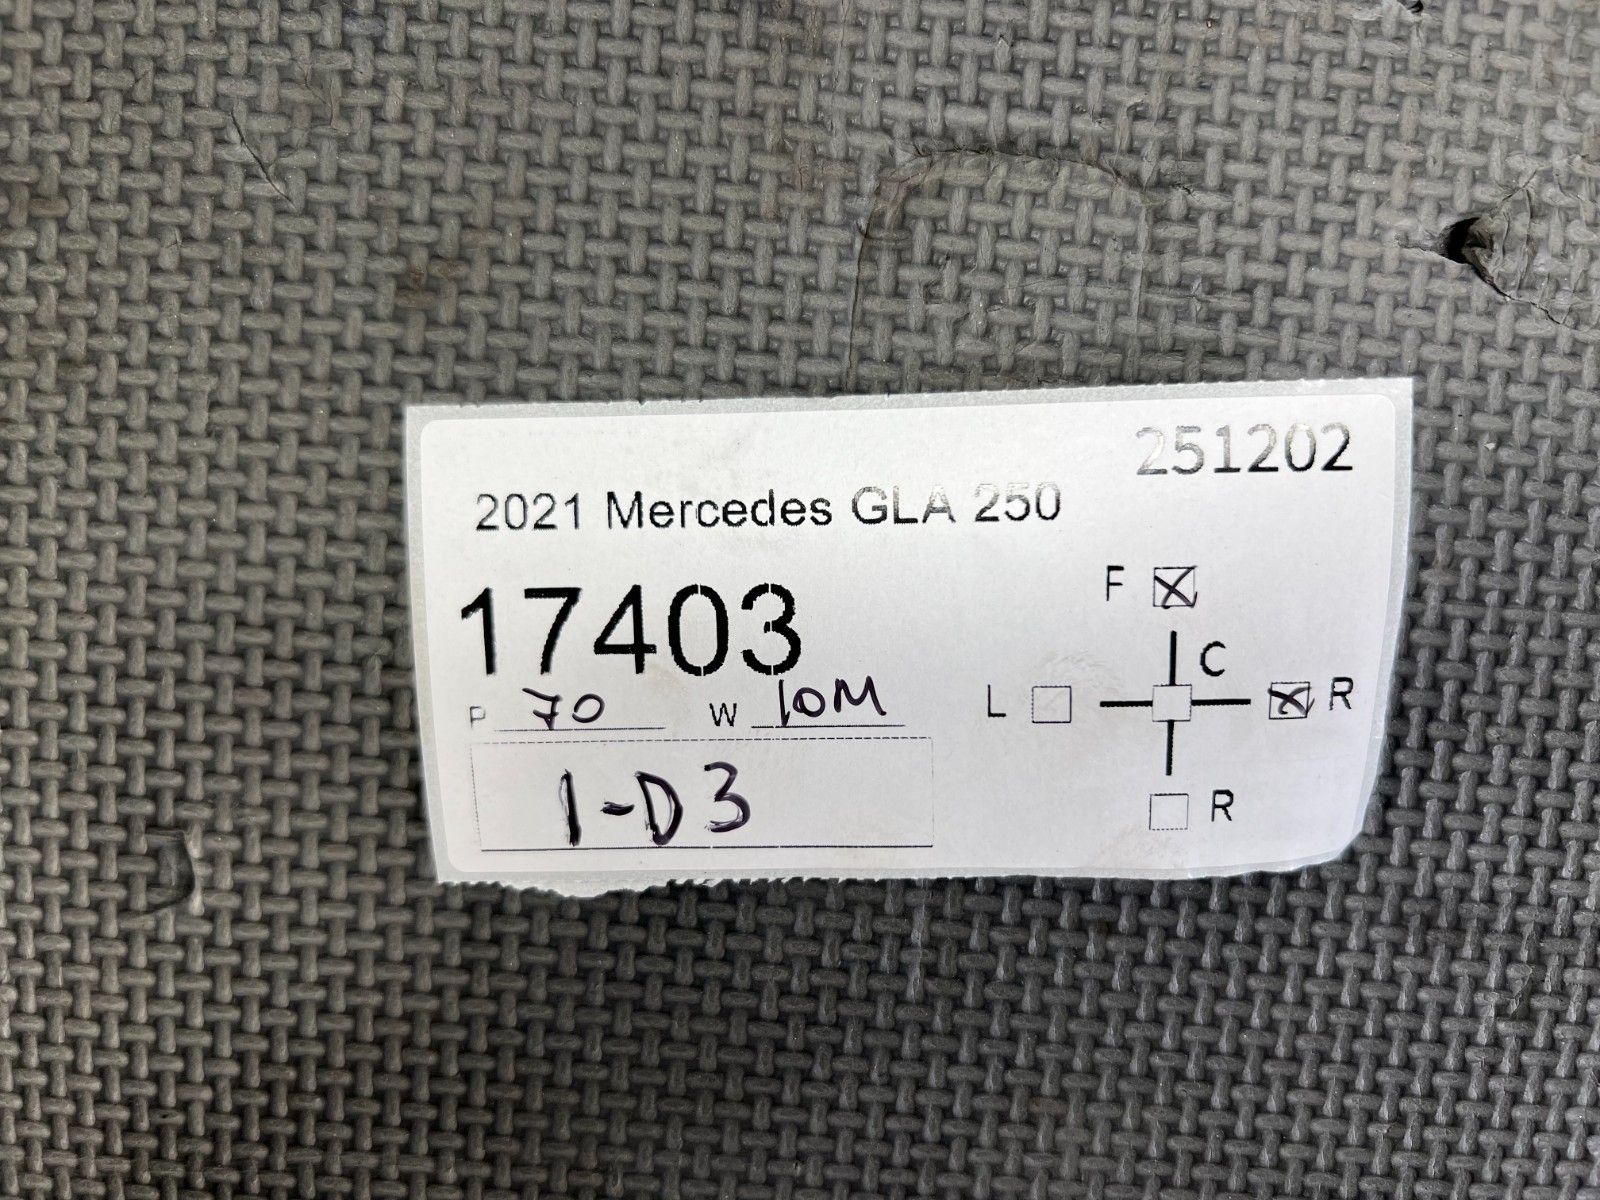 251202
2021 Mercedes GLA 250
17403
P 70 W 10M
1-D3
F
C
L R
R